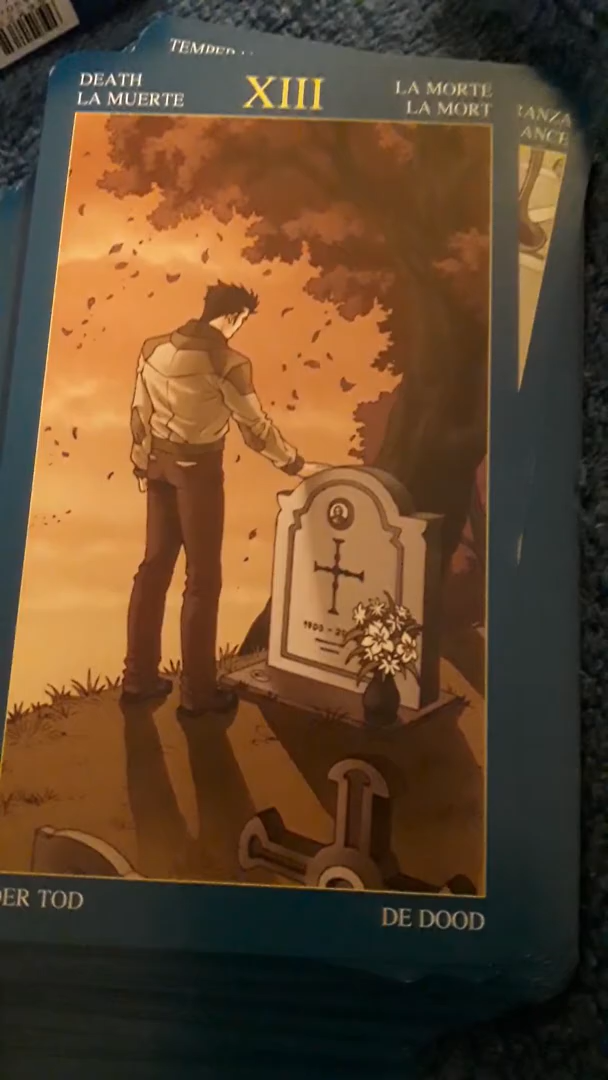 DEATH
LA MUERTE
XIII
LA MORTE
LA MORT
DER TOD
DE DOOD